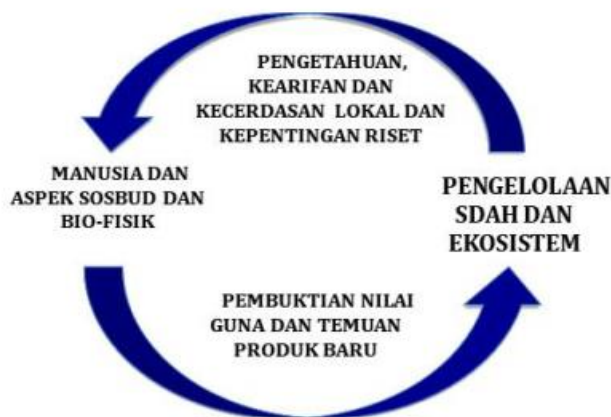 PENGETAHUAN,
KEARIFAN DAN
KECERDASAN LOKAL DAN
KEPENTINGAN RISET
MANUSIA DAN
ASPEK SOSBUD DAN
BIO-FISIK
PENGELOLAAN
SDAH DAN
EKOSISTEM
PEMBUKTIAN NILAI
GUNA DAN TEMUAN
PRODUK BARU